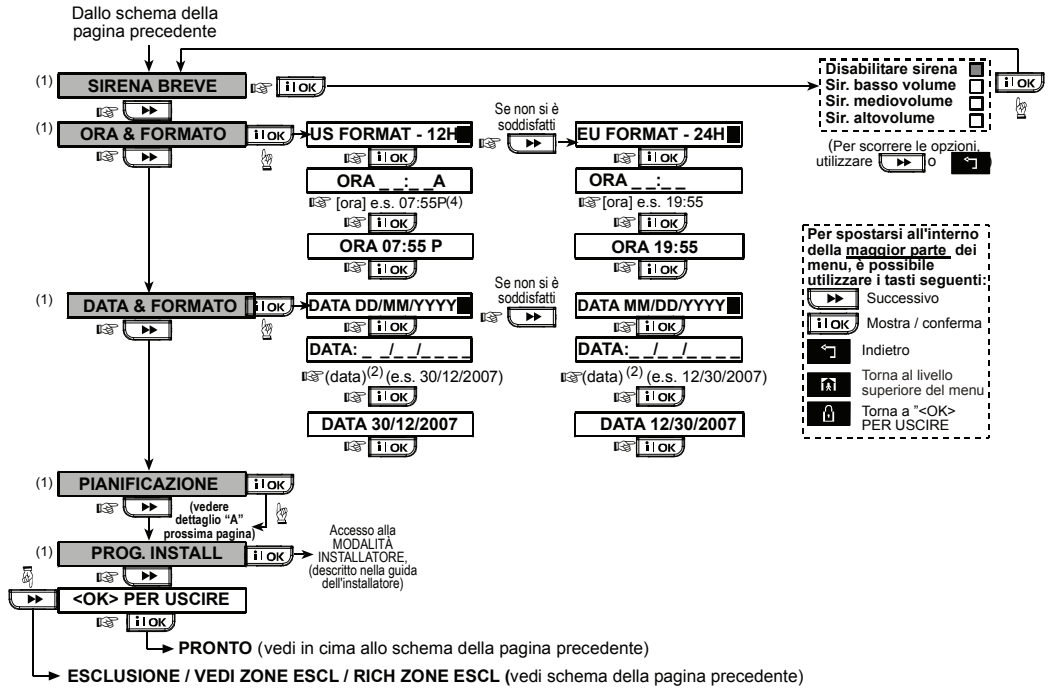 Dallo schema della
pagina precedente
(1) SIRENA BREVE i OK
Disabilitare sirena
Sir. basso volume
Sir. mediovolume
Sir. altovolume
i OK
(Per scorrere le opzioni,
utilizzare o )
(1) ORA & FORMATO i OK
US FORMAT - 12H
Se non si è
soddisfatti
EU FORMAT - 24H
i OK
i OK
ORA _ _:_ _A
ORA _ _:_ _
[ora] e.s. 07:55P(4)
[ora] e.s. 19:55
i OK
i OK
ORA 07:55 P
ORA 19:55
i OK
i OK
Per spostarsi all'interno
della maggior parte dei
menu, è possibile
utilizzare i tasti seguenti:
Successivo
i OK Mostra / conferma
Indietro
Torna al livello
superiore del menu
Torna a "<OK>
PER USCIRE
(1) DATA & FORMATO i OK
DATA DD/MM/YYYY
Se non si è
soddisfatti
DATA MM/DD/YYYY
i OK
i OK
DATA: _ _/_ _/_ _ _ _
DATA:_ _/_ _/_ _ _ _
(data)(2) (e.s. 30/12/2007)
(data)(2) (e.s. 12/30/2007)
i OK
i OK
DATA 30/12/2007
DATA 12/30/2007
i OK
i OK
(1) PIANIFICAZIONE i OK
(vedere
dettaglio "A"
prossima pagina)
(1) PROG. INSTALL i OK
Accesso alla
MODALITÀ
INSTALLATORE,
(descritto nella guida
dell'installatore)
<OK> PER USCIRE
i OK
PRONTO (vedi in cima allo schema della pagina precedente)
ESCLUSIONE / VEDI ZONE ESCL / RICH ZONE ESCL (vedi schema della pagina precedente)